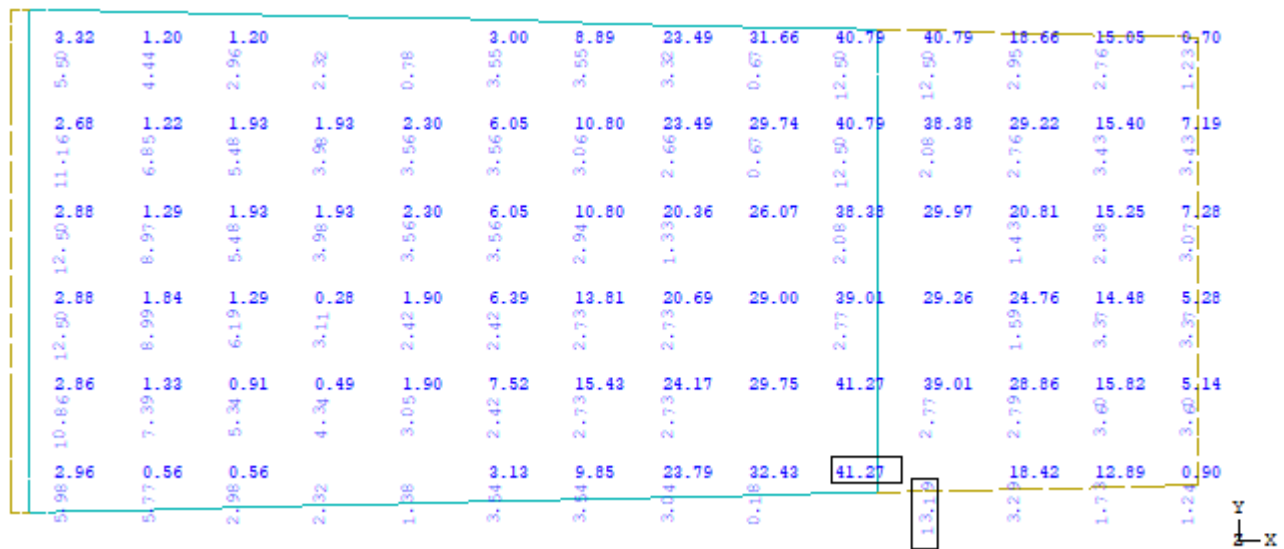 3.32 1.20 1.20 3.00 8.89 23.49 31.66 40.79 40.79 18.66 15.05 0.70
5.50 4.44 2.96 2.32 0.78 3.55 3.55 3.32 0.67 12.50 12.50 2.95 2.76 1.23
2.68 1.22 1.93 1.93 2.30 6.05 10.80 23.49 29.74 40.79 38.38 29.22 15.40 7.19
11.16 6.85 5.48 3.98 3.56 3.56 3.06 2.66 0.67 12.50 2.08 2.76 3.43 3.43
2.88 1.29 1.93 1.93 2.30 6.05 10.80 20.36 26.07 38.38 29.97 20.81 15.25 7.28
12.50 8.97 5.48 3.98 3.56 3.56 2.94 1.33 2.08 1.43 2.38 3.07
2.88 1.84 1.29 0.28 1.90 6.39 13.81 20.69 29.00 39.01 29.26 24.76 14.48 5.28
12.50 8.99 6.19 3.11 2.42 2.42 2.73 2.73 2.77 1.59 3.37 3.37
2.86 1.33 0.91 0.49 1.90 7.52 15.43 24.17 29.75 41.27 39.01 28.86 15.82 5.14
10.86 7.39 5.34 4.34 3.05 2.42 2.73 2.73 2.77 2.79 3.60 3.60
2.96 0.56 0.56 3.13 9.85 23.79 32.43 41.27 18.42 12.89 0.90
5.98 5.77 2.98 2.32 1.38 3.54 3.54 3.04 0.18 13.19 3.29 1.73 1.24
Y
Z X